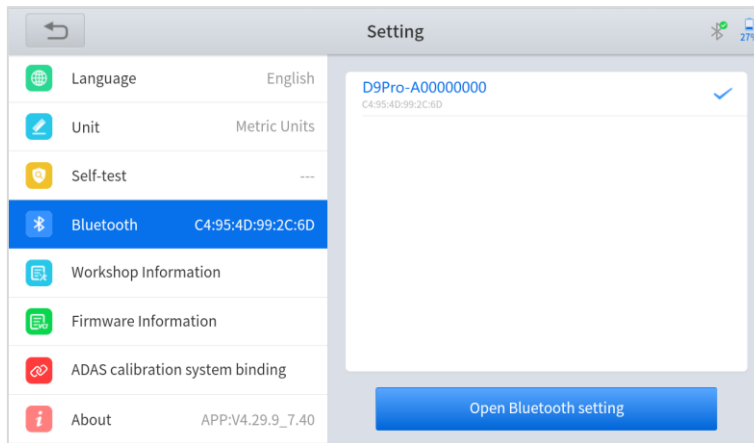 Setting
27%
Language English
Unit Metric Units
Self-test ---
Bluetooth C4:95:4D:99:2C:6D
Workshop Information
Firmware Information
ADAS calibration system binding
About APP:V4.29.9_7.40
D9Pro-A00000000
C4:95:4D:99:2C:6D
Open Bluetooth setting